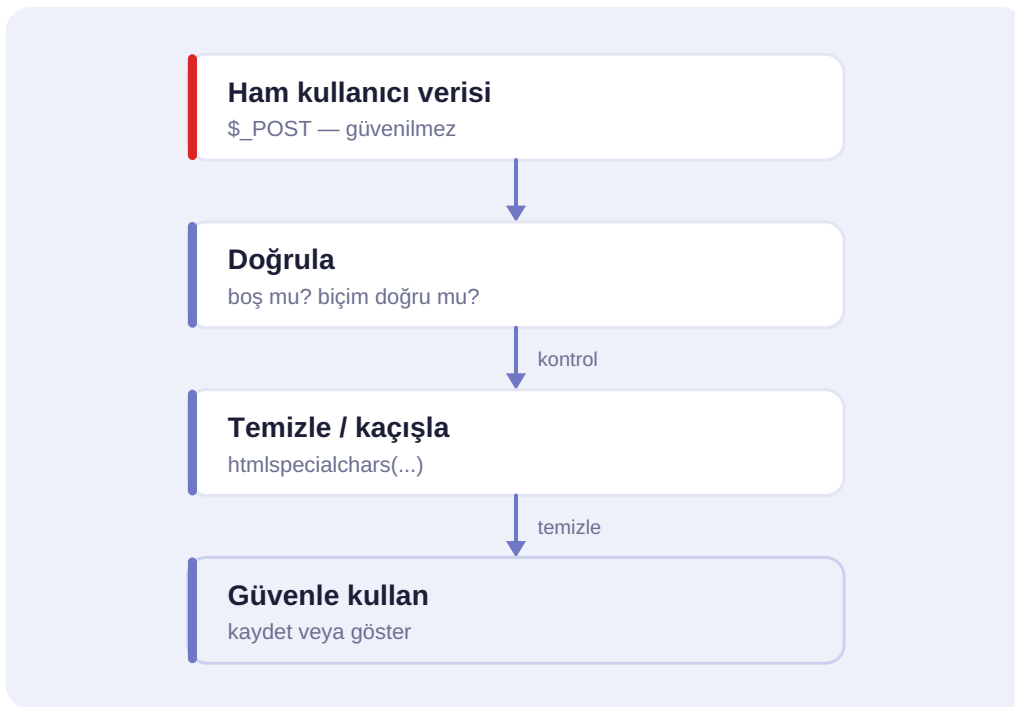 Ham kullanıcı verisi
$_POST — güvenilmez
Doğrula
boş mu? biçim doğru mu?
kontrol
Temizle / kaçışla
htmlspecialchars(...)
temizle
Güvenle kullan
kaydet veya göster